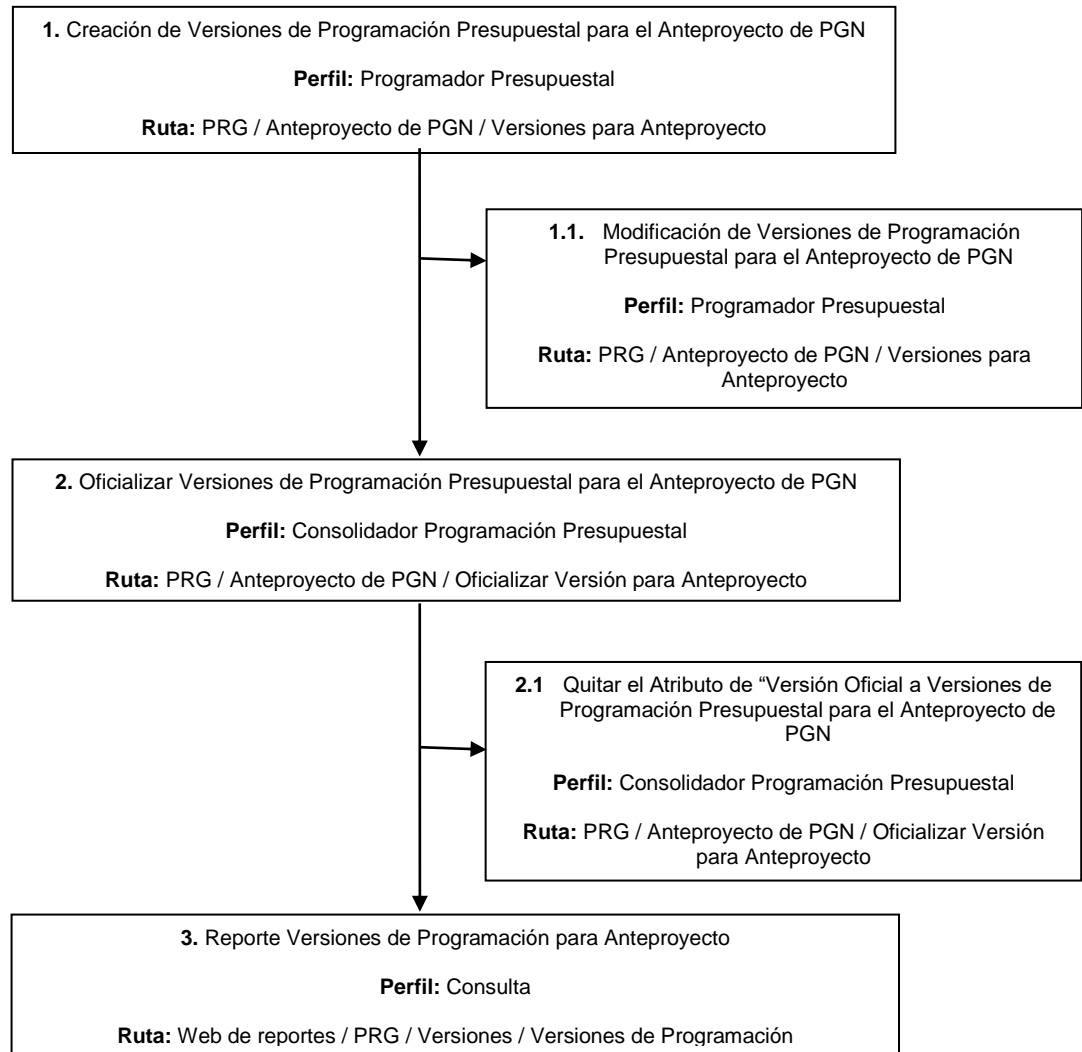 1. Creación de Versiones de Programación Presupuestal para el Anteproyecto de PGN
Perfil: Programador Presupuestal
Ruta: PRG / Anteproyecto de PGN / Versiones para Anteproyecto
1.1. Modificación de Versiones de Programación
Presupuestal para el Anteproyecto de PGN
Perfil: Programador Presupuestal
Ruta: PRG / Anteproyecto de PGN / Versiones para
Anteproyecto
2. Oficializar Versiones de Programación Presupuestal para el Anteproyecto de PGN
Perfil: Consolidador Programación Presupuestal
Ruta: PRG / Anteproyecto de PGN / Oficializar Versión para Anteproyecto
2.1 Quitar el Atributo de “Versión Oficial a Versiones de
Programación Presupuestal para el Anteproyecto de
PGN
Perfil: Consolidador Programación Presupuestal
Ruta: PRG / Anteproyecto de PGN / Oficializar Versión
para Anteproyecto
3. Reporte Versiones de Programación para Anteproyecto
Perfil: Consulta
Ruta: Web de reportes / PRG / Versiones / Versiones de Programación